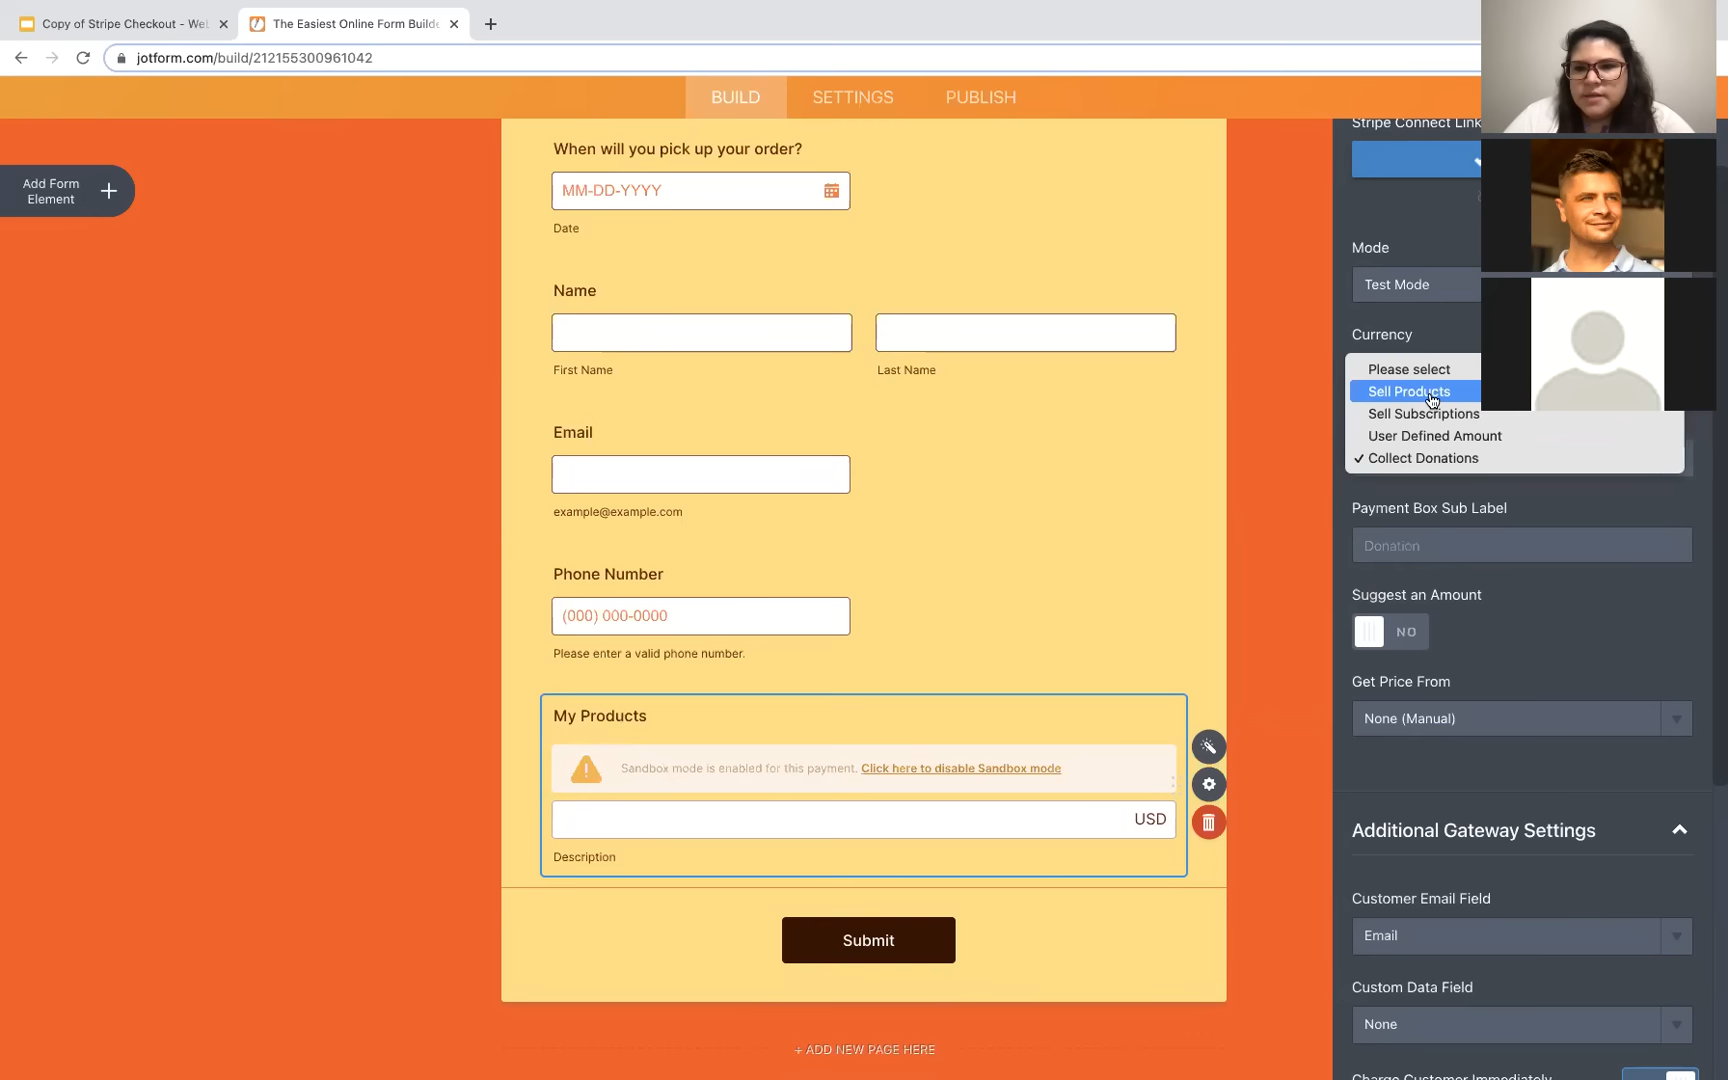 Copy of Stripe Checkout - Wel
The Easiest Online Form Builde
jotform.com/build/212155300961042
BUILD
SETTINGS
PUBLISH
Add Form
Element
When will you pick up your order?
MM-DD-YYYY
Date
Name
First Name
Last Name
Email
example@example.com
Phone Number
(000) 000-0000
Please enter a valid phone number.
My Products
Sandbox mode is enabled for this payment. Click here to disable Sandbox mode
USD
Description
Submit
+ ADD NEW PAGE HERE
Stripe Connect Link
Mode
Test Mode
Currency
Please select
Sell Products
Sell Subscriptions
User Defined Amount
✓ Collect Donations
Payment Box Sub Label
Donation
Suggest an Amount
NO
Get Price From
None (Manual)
Additional Gateway Settings
Customer Email Field
Email
Custom Data Field
None
Charge Customer Immediately